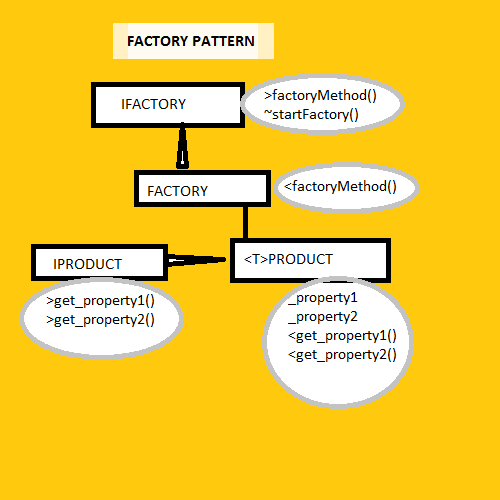 FACTORY PATTERN
IFACTORY
>factoryMethod()
~startFactory()
FACTORY
<factoryMethod()
IPRODUCT
>get_property1()
>get_property2()
<T>PRODUCT
_property1
_property2
<get_property1()
<get_property2()